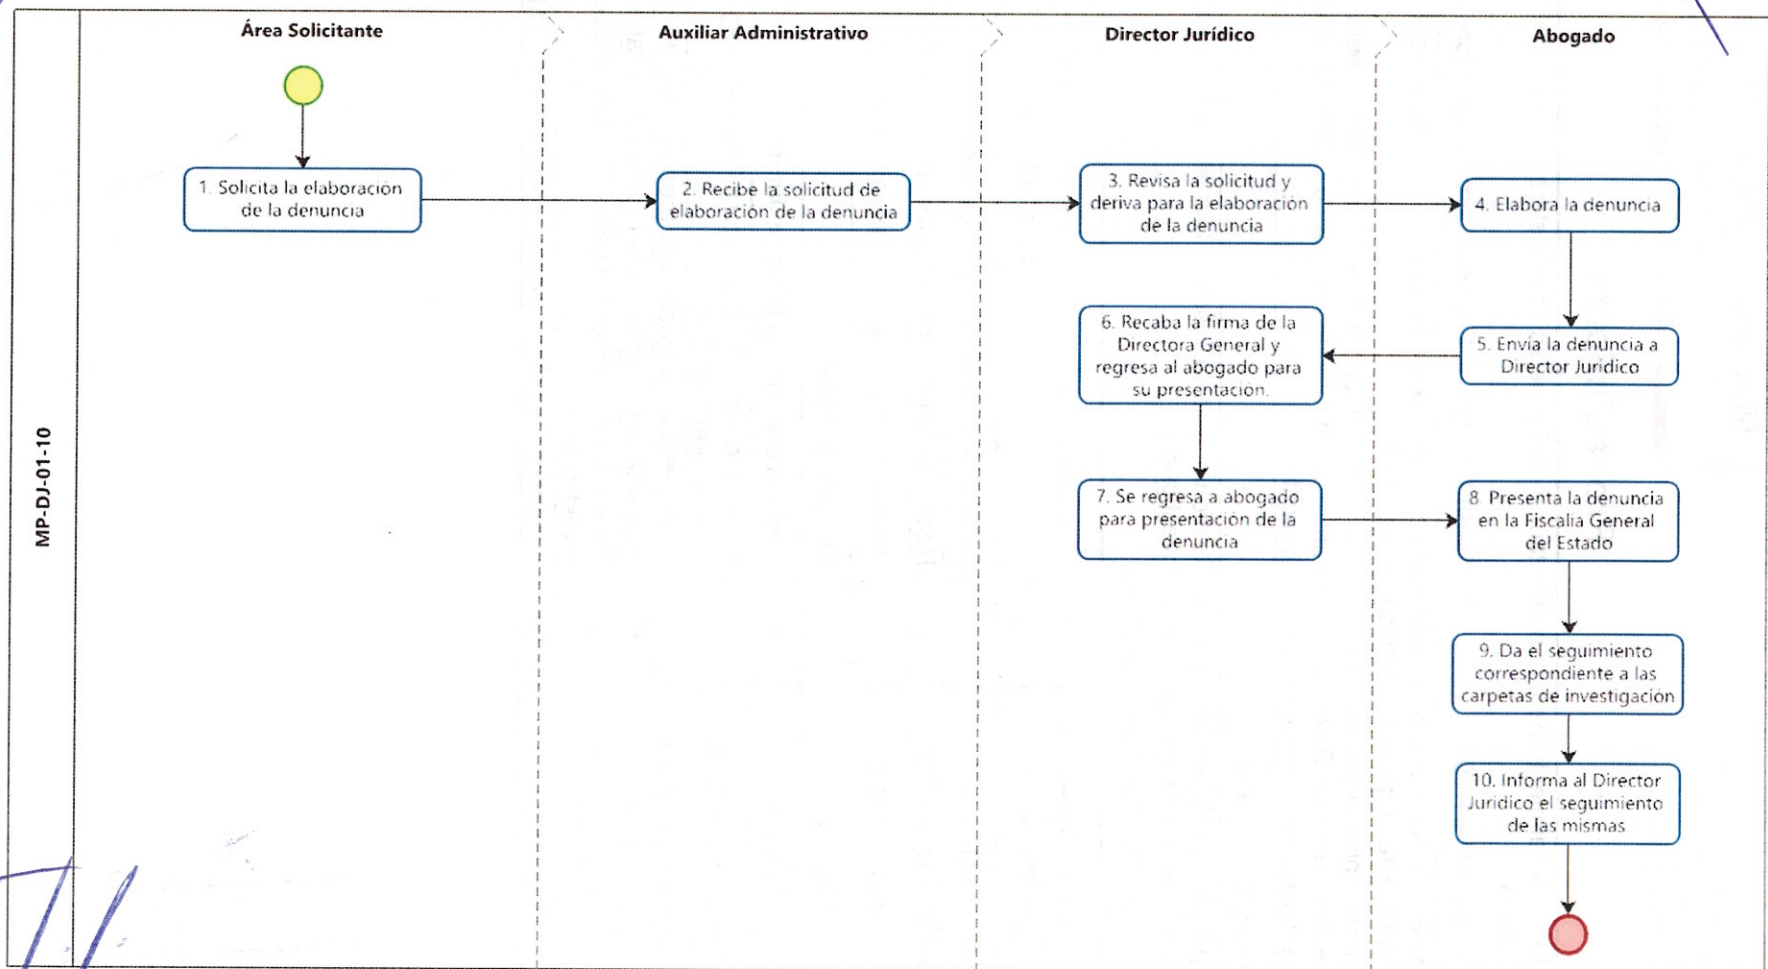 Área Solicitante
Auxiliar Administrativo
Director Jurídico
Abogado
MP-DJ-01-10
1. Solicita la elaboración
de la denuncia
2. Recibe la solicitud de
elaboración de la denuncia
3. Revisa la solicitud y
deriva para la elaboración
de la denuncia
4. Elabora la denuncia
5. Envía la denuncia a
Director Jurídico
6. Recaba la firma de la
Directora General y
regresa al abogado para
su presentación.
7. Se regresa a abogado
para presentación de la
denuncia
8. Presenta la denuncia
en la Fiscalía General
del Estado
9. Da el seguimiento
correspondiente a las
carpetas de investigación
10. Informa al Director
Jurídico el seguimiento
de las mismas